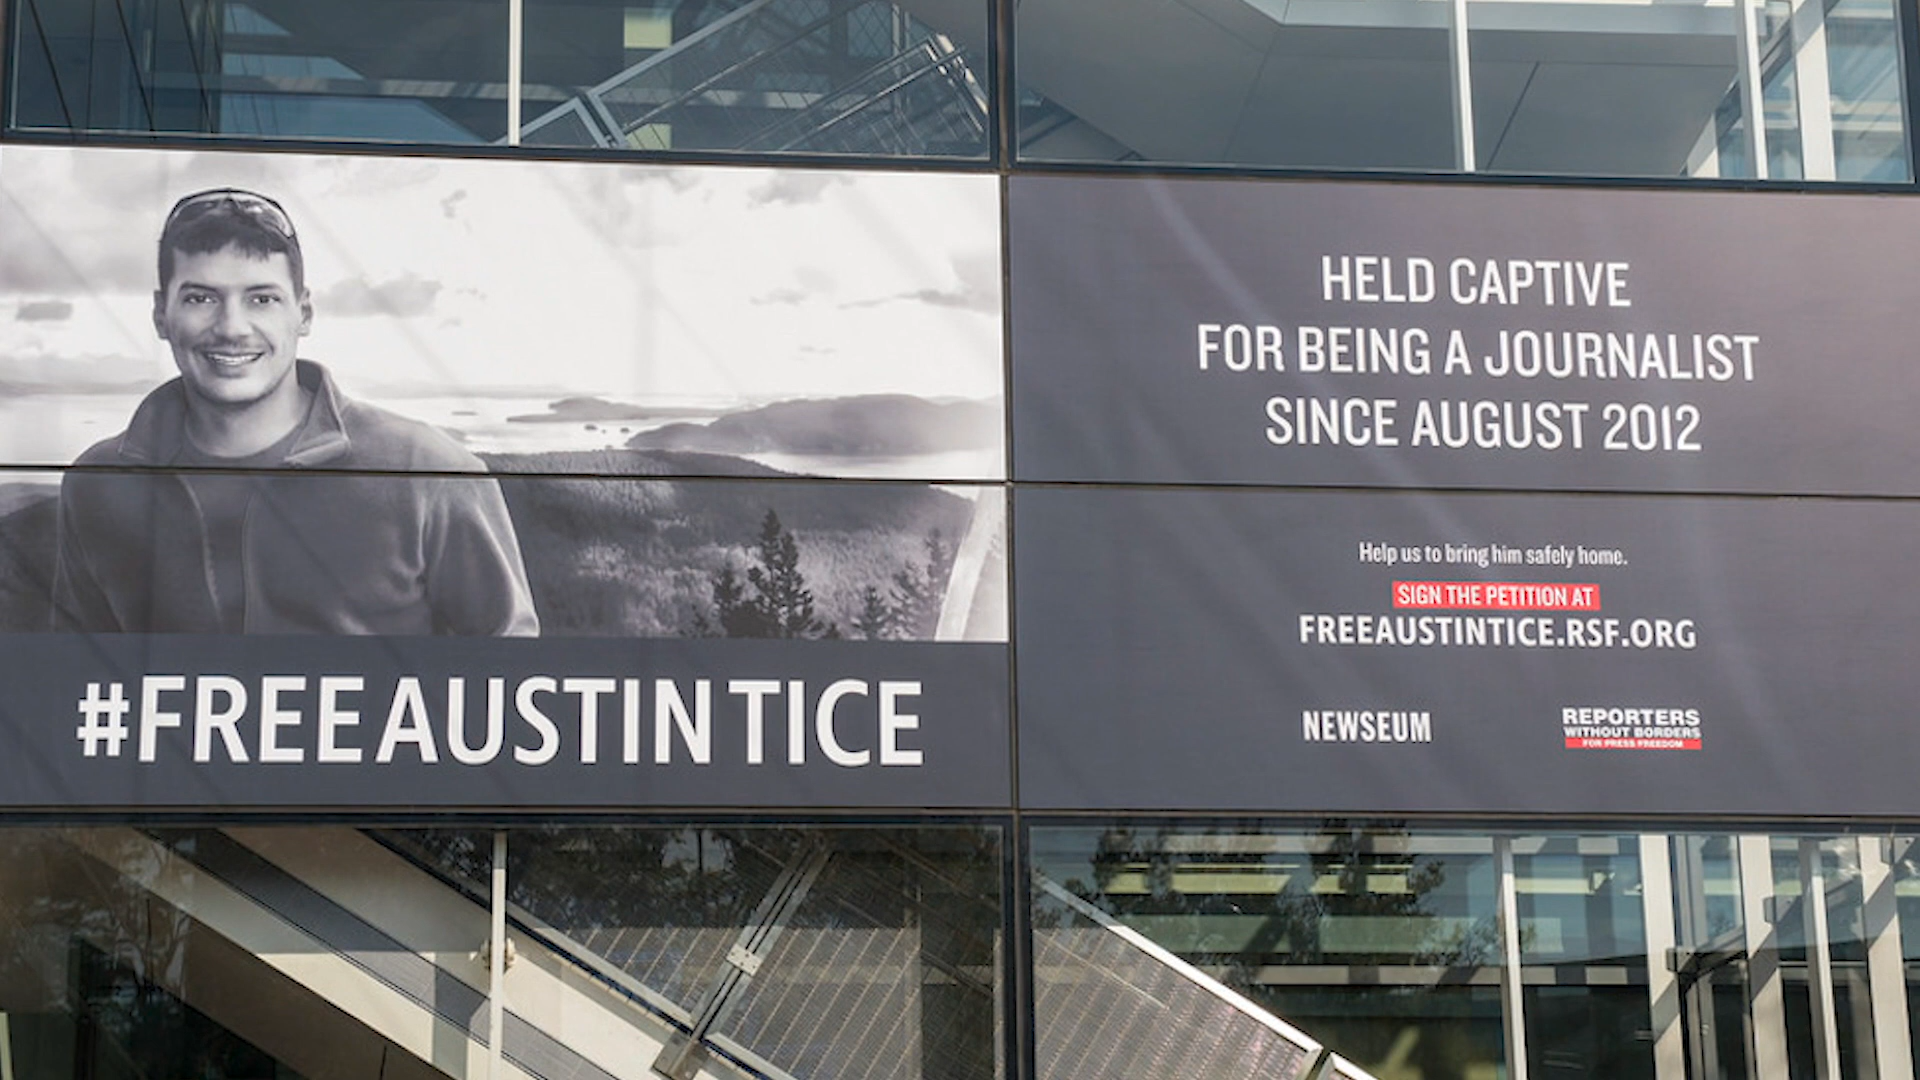 #FREEAUSTINTICE
HELD CAPTIVE
FOR BEING A JOURNALIST
SINCE AUGUST 2012
Help us to bring him safely home.
SIGN THE PETITION AT
FREEAUSTINTICE.RSF.ORG
NEWSEUM
REPORTERS
WITHOUT BORDERS
FOR PRESS FREEDOM